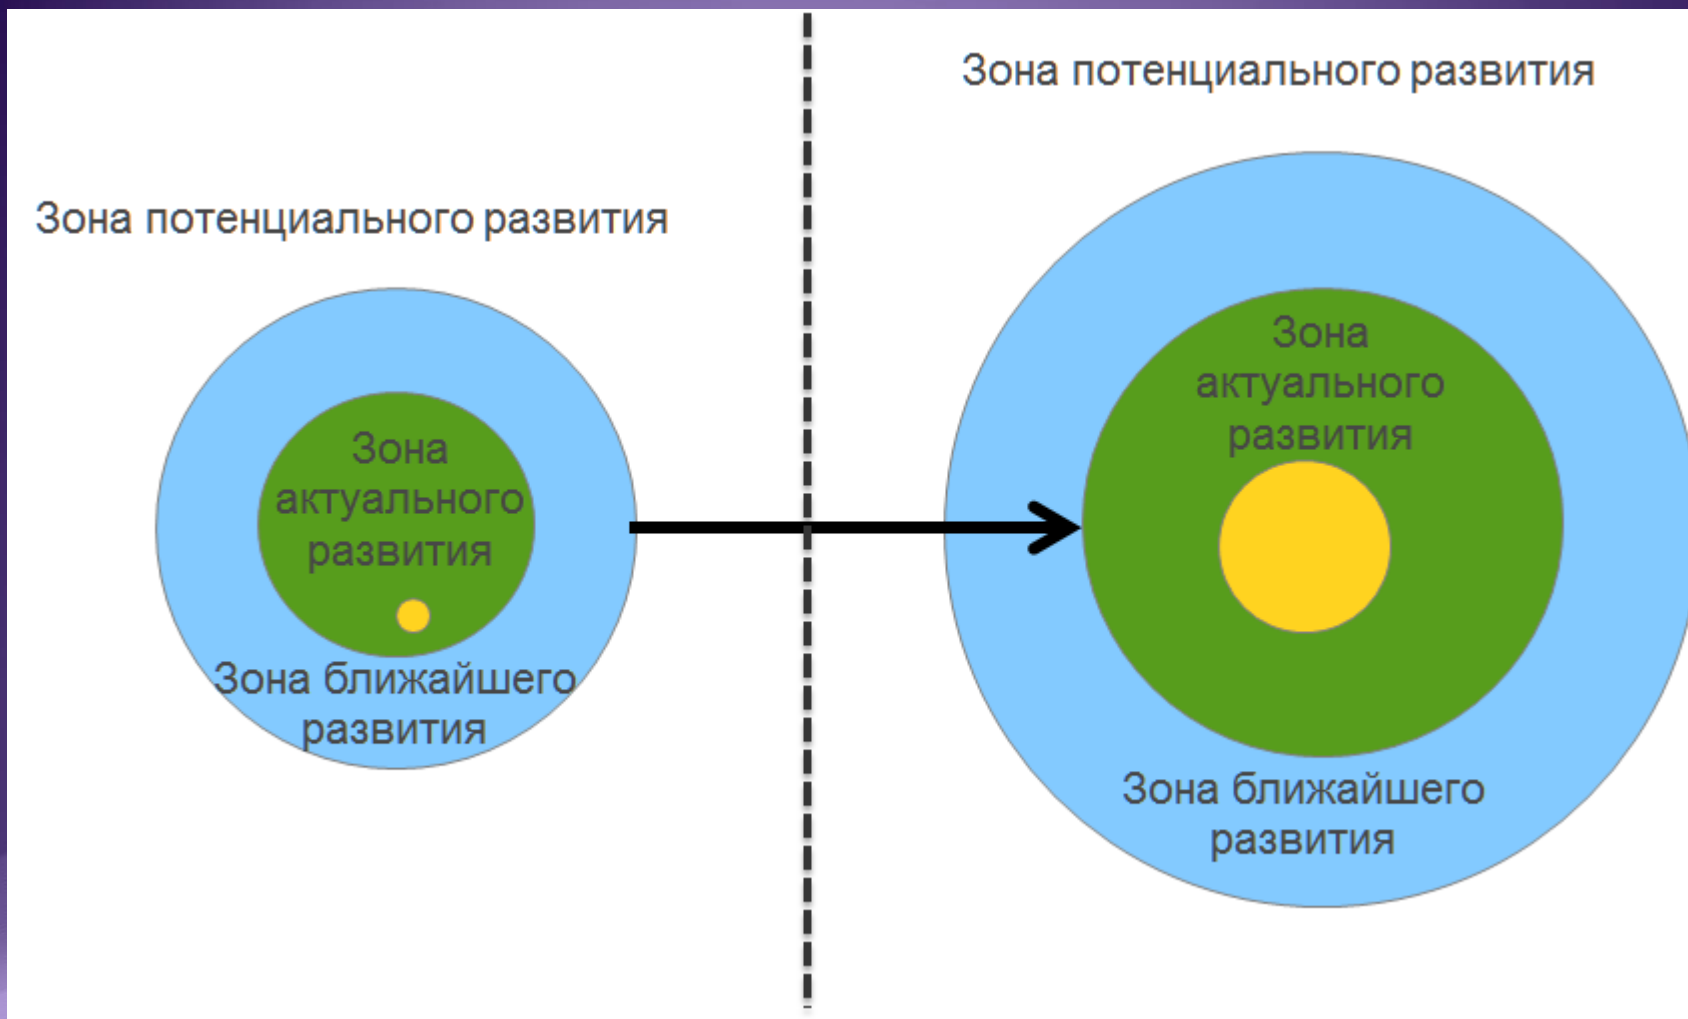 Зона потенциального развития
Зона
актуального
развития
Зона ближайшего
развития
Зона потенциального развития
Зона
актуального
развития
Зона ближайшего
развития